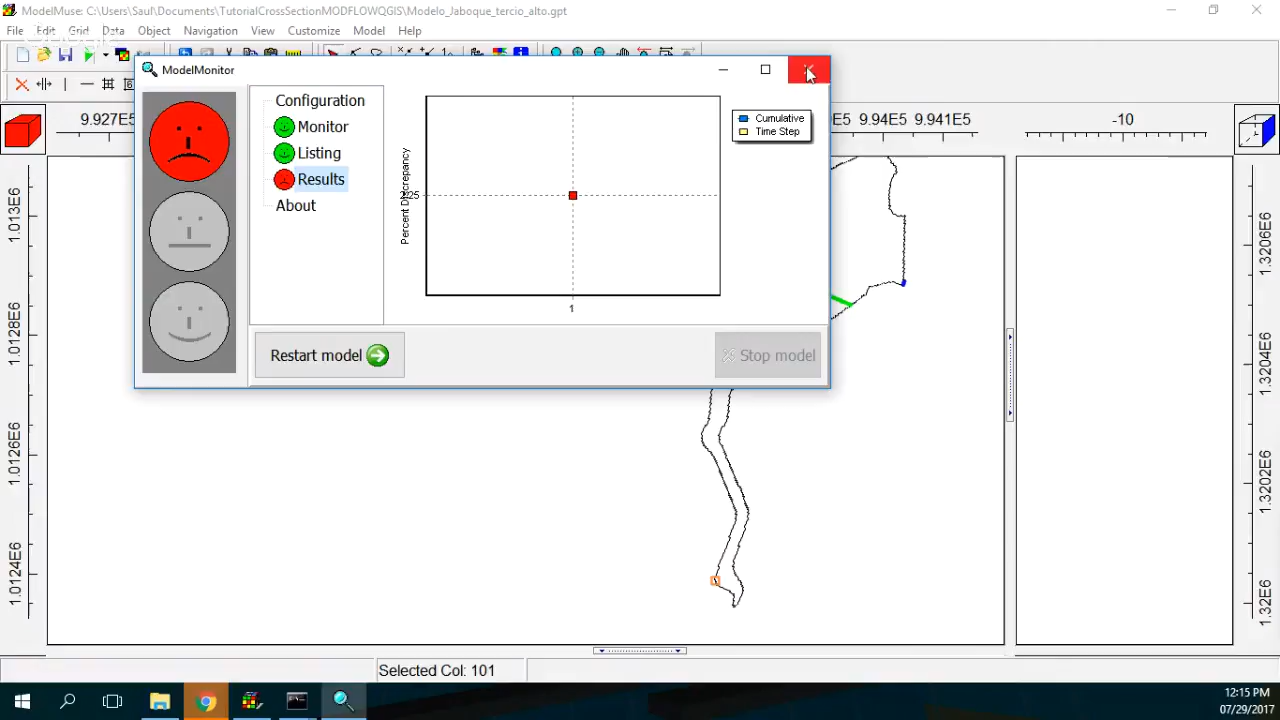 ModelMuse: C:\Users\Saul\Documents\TutorialCrossSectionMODFLOWQGIS\Modelo_Jaboque_tercio_alto.gpt
File Edit Grid Data Object Navigation View Customize Model Help
ModelMonitor
Configuration
Monitor
Listing
Results
About
Percent Discrepancy
1
Cumulative
Time Step
Restart model
Stop model
9.927E5
9.94E5
9.941E5
-10
1.013E5
1.0128E5
1.0126E6
1.0124E6
1.3206E6
1.3204E6
1.3202E6
1.32E6
Selected Col: 101
12:15 PM
07/29/2017